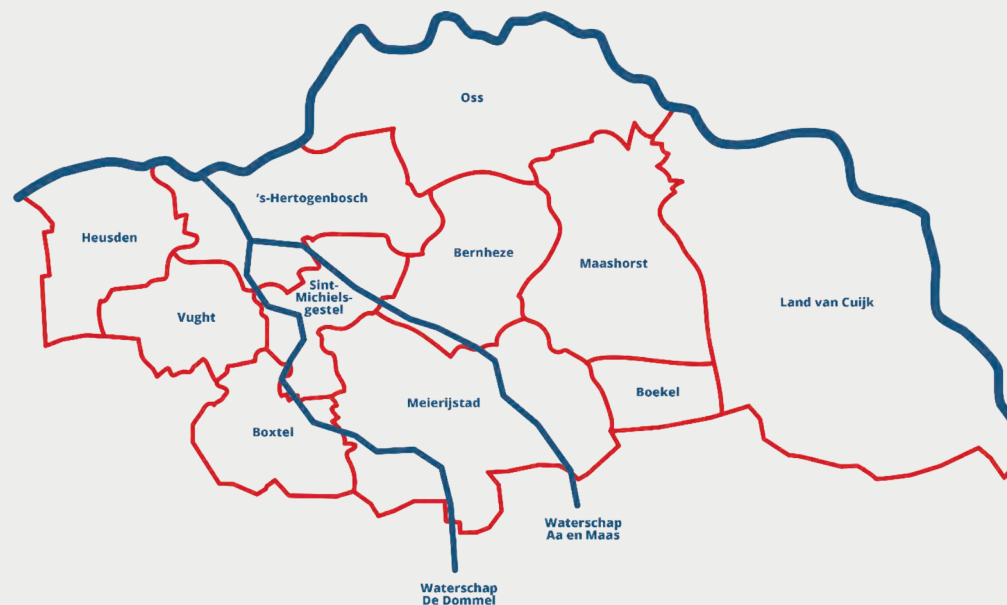 Oss
's-Hertogenbosch
Heusden
Bernheze
Maashorst
Sint-
Michiels-
gestel
Land van Cuijk
Vught
Boekel
Meierijstad
Boxtel
Waterschap
Aa en Maas
Waterschap
De Dommel